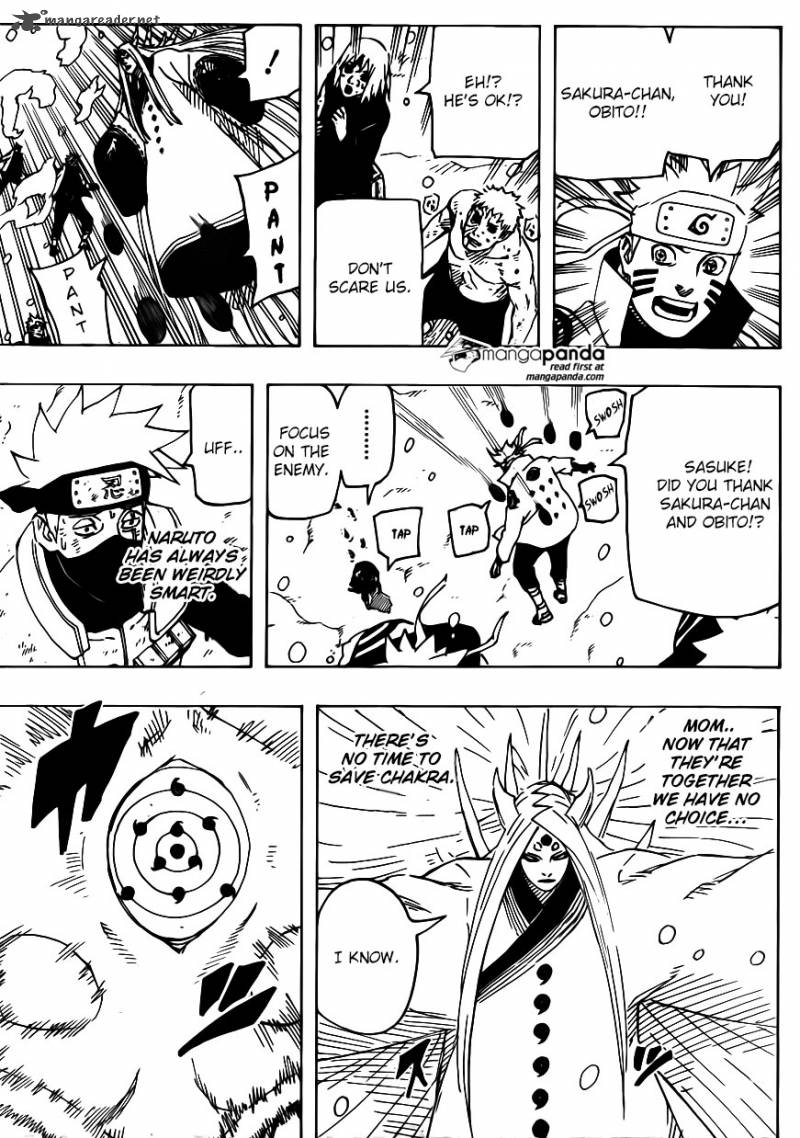 mangareader.net
THANK
YOU!
SAKURA-CHAN,
OBITO!!
EH!?
HE'S OK!?
DON'T
SCARE US.
!
PANT
PANT
mangapanda
read first at
mangapanda.com
SASUKE!
DID YOU THANK
SAKURA-CHAN
AND OBITO!?
SWOSH
SWOSH
TAP
TAP
.........
FOCUS
ON THE
ENEMY.
UFF..
忍
NARUTO
HAS ALWAYS
BEEN WEIRDLY
SMART.
MOM..
NOW THAT
THEY'RE
TOGETHER
WE HAVE NO
CHOICE...
THERE'S
NO TIME TO
SAVE CHAKRA.
I KNOW.